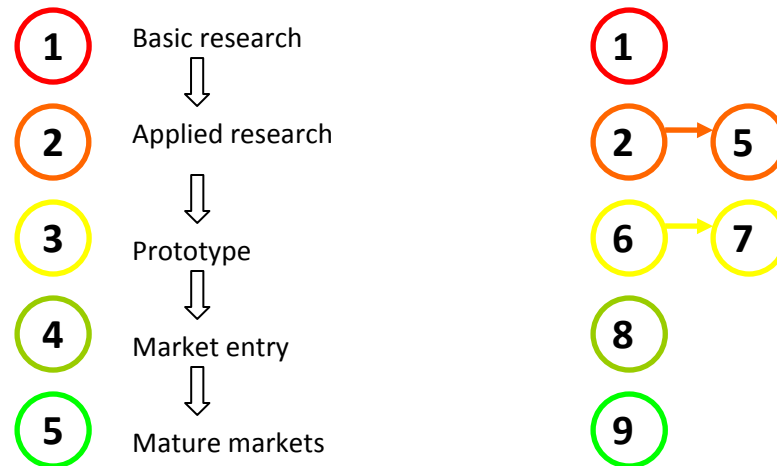 1 Basic research 1
2 Applied research 2 5
3 Prototype 6 7
4 Market entry 8
5 Mature markets 9